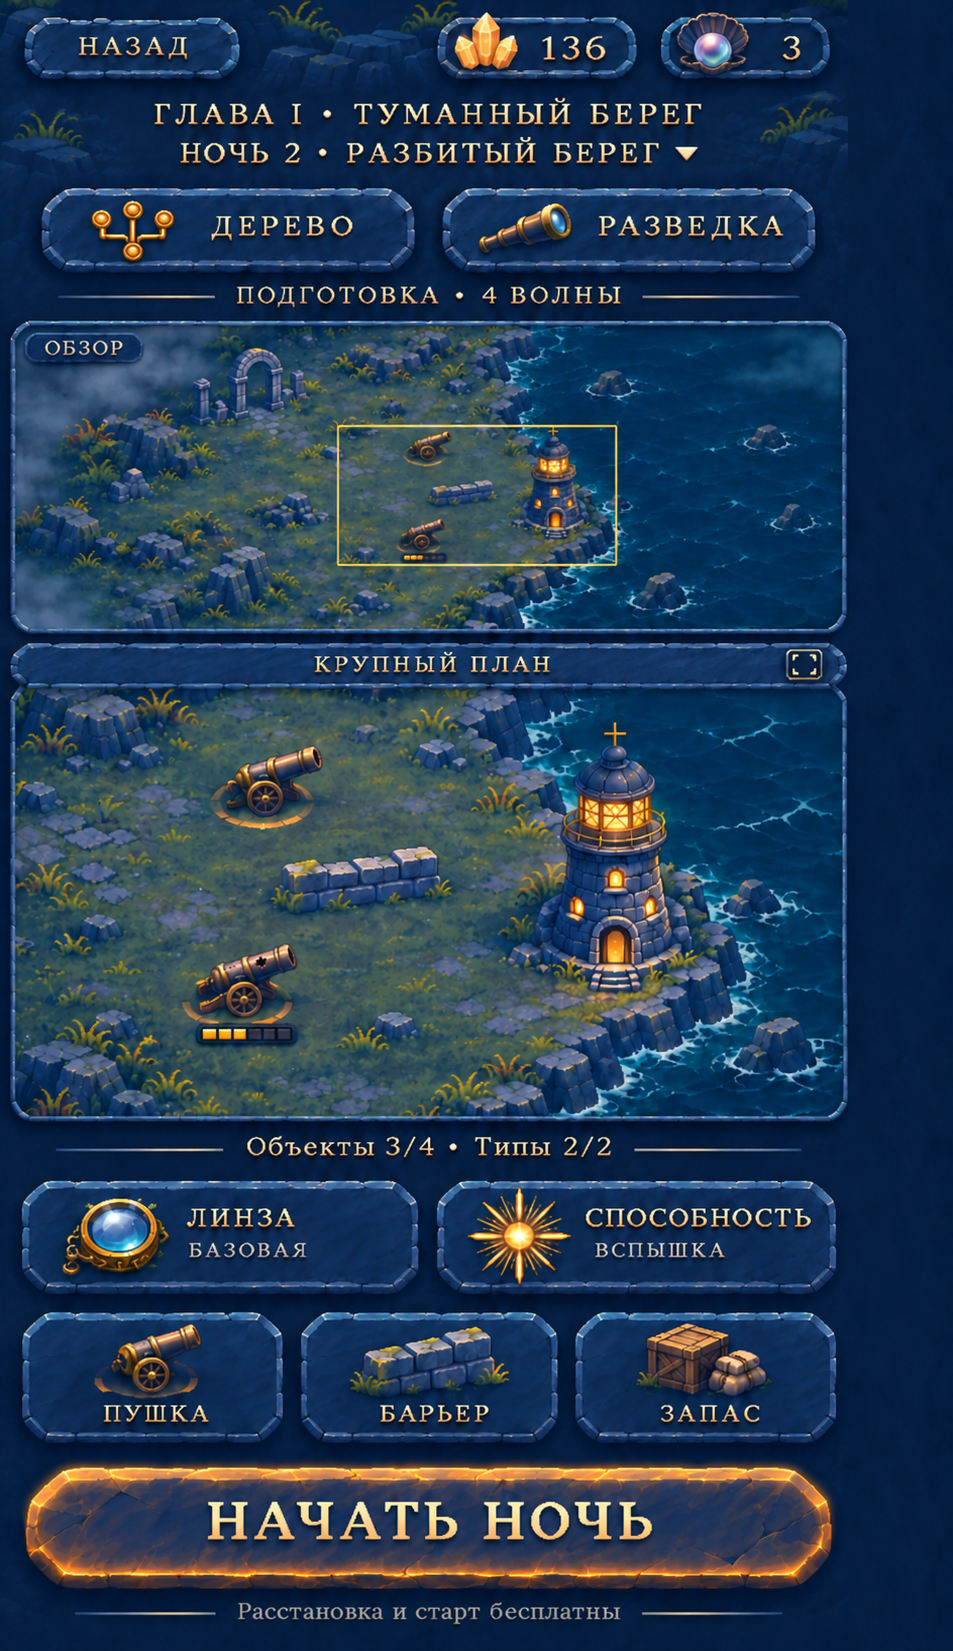 НАЗАД
136
3
ГЛАВА I • ТУМАННЫЙ БЕРЕГ
НОЧЬ 2 • РАЗБИТЫЙ БЕРЕГ
ДЕРЕВО
РАЗВЕДКА
ПОДГОТОВКА • 4 ВОЛНЫ
ОБЗОР
КРУПНЫЙ ПЛАН
Объекты 3/4 • Типы 2/2
ЛИНЗА
БАЗОВАЯ
СПОСОБНОСТЬ
ВСПЫШКА
ПУШКА
БАРЬЕР
ЗАПАС
НАЧАТЬ НОЧЬ
Расстановка и старт бесплатны